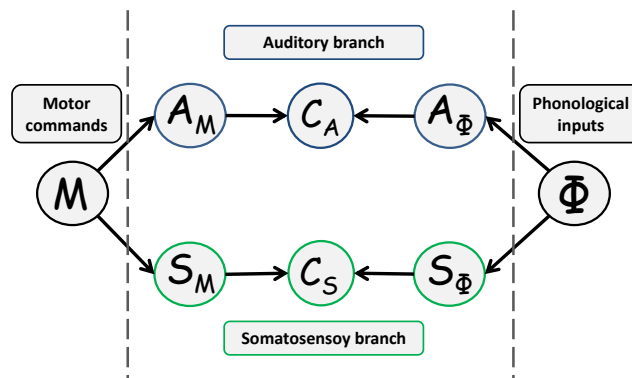 Auditory branch
Motor
commands
Phonological
inputs
A_M
C_A
A_Φ
M
Φ
S_M
C_S
S_Φ
Somatosensoy branch